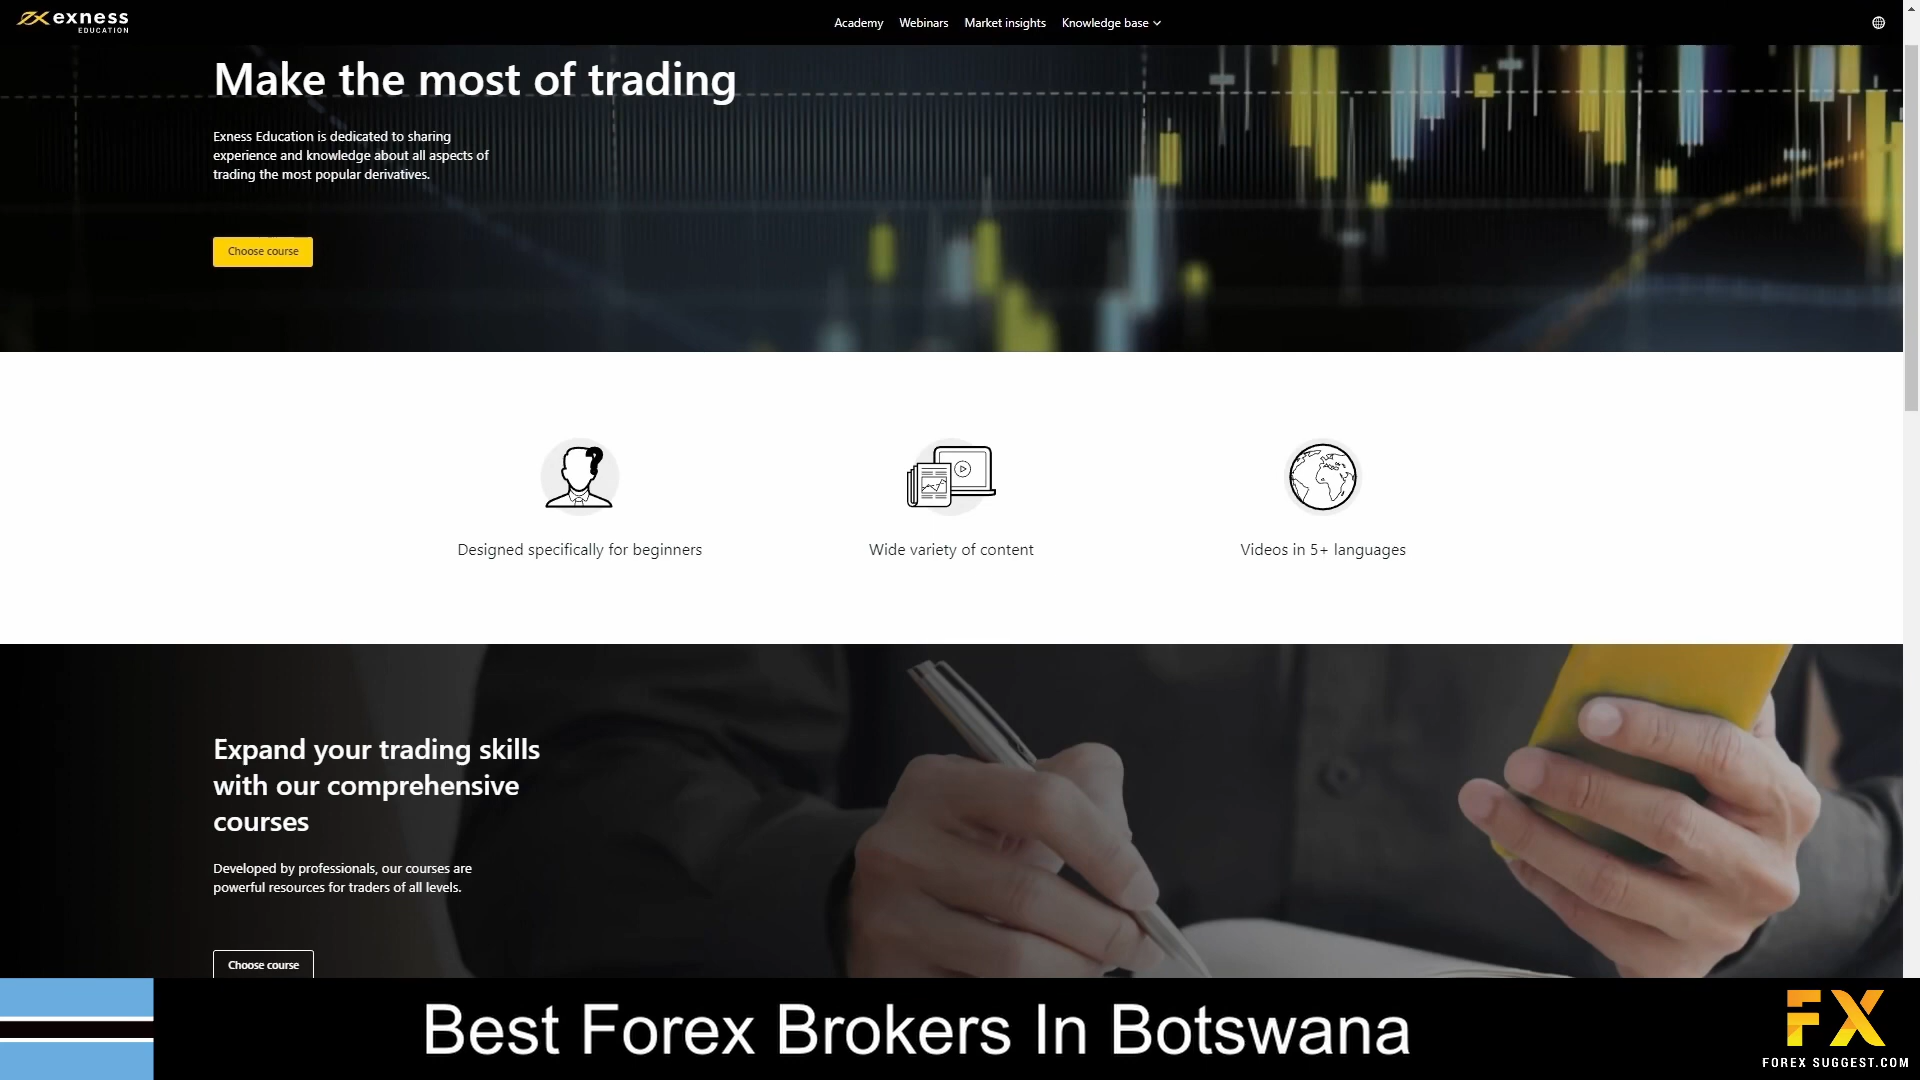 exness
EDUCATION
Academy
Webinars
Market insights
Knowledge base
Make the most of trading
Exness Education is dedicated to sharing
experience and knowledge about all aspects of
trading the most popular derivatives.
Choose course
Designed specifically for beginners
Wide variety of content
Videos in 5+ languages
Expand your trading skills
with our comprehensive
courses
Developed by professionals, our courses are
powerful resources for traders of all levels.
Choose course
Best Forex Brokers In Botswana
FX
FOREX SUGGEST.COM